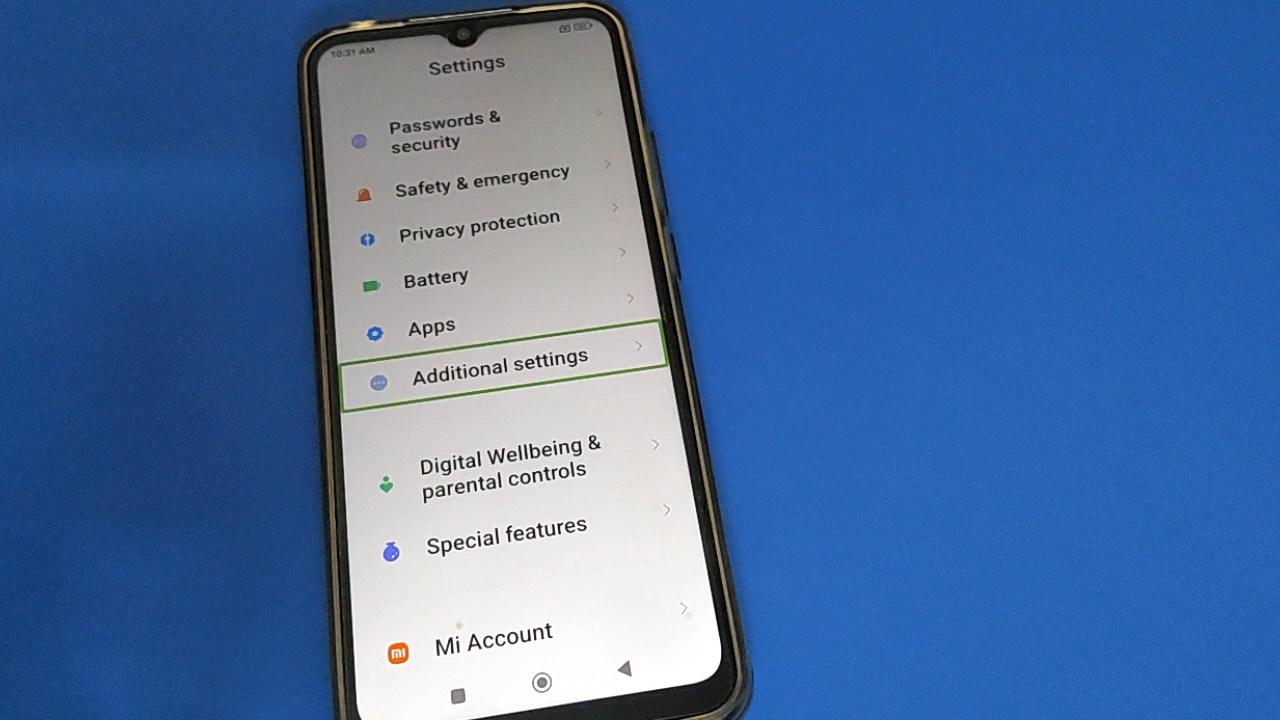 10:31 AM
Settings
Passwords &
security
Safety & emergency
Privacy protection
Battery
Apps
Additional settings
Digital Wellbeing &
parental controls
Special features
mi
Mi Account